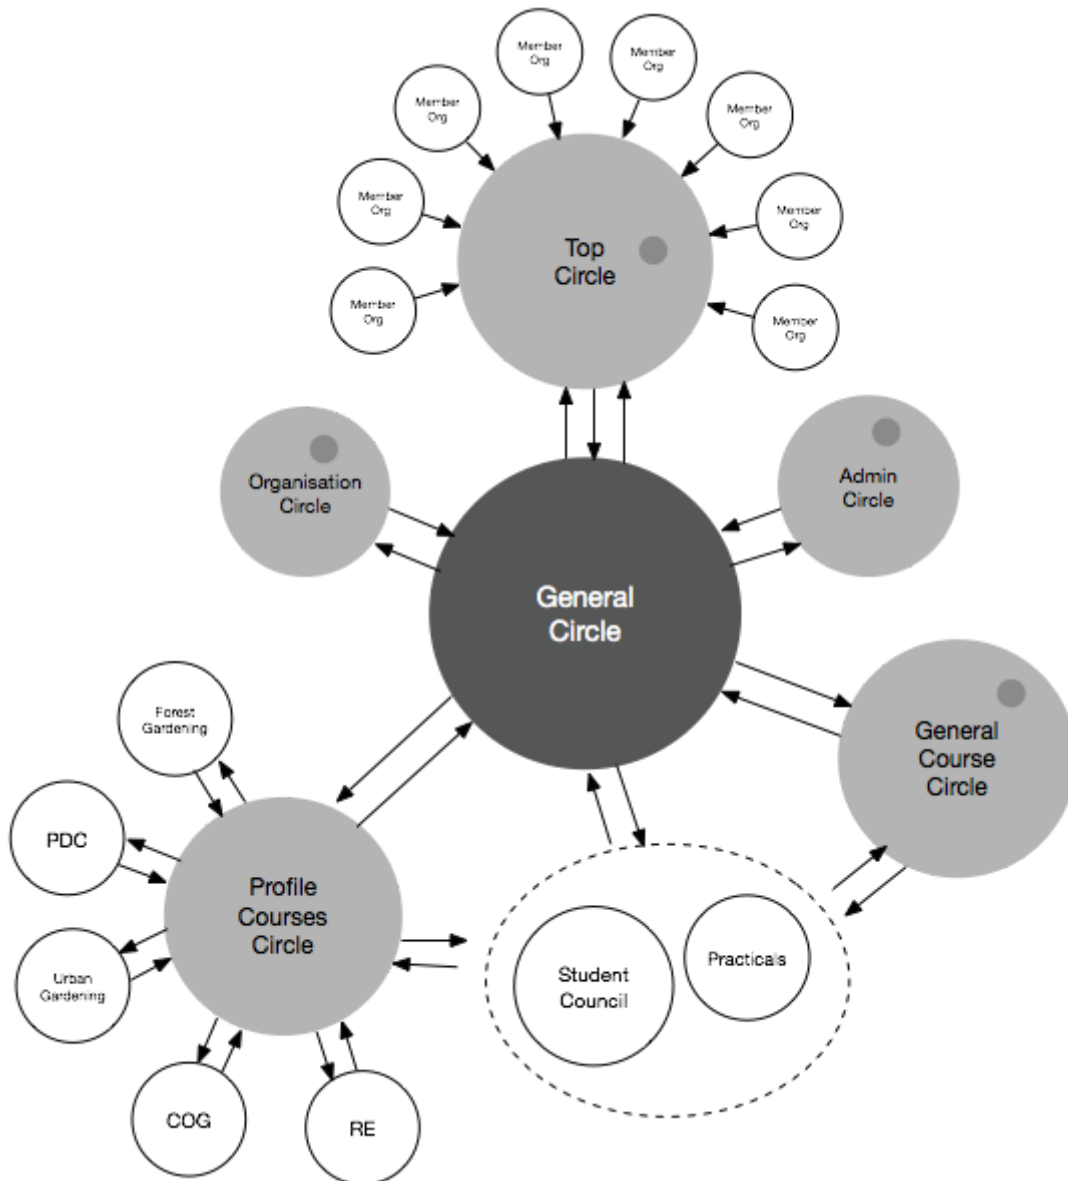 Member
Org
Member
Org
Member
Org
Member
Org
Member
Org
Member
Org
Member
Org
Member
Org
Top
Circle
Organisation
Circle
Admin
Circle
General
Circle
General
Course
Circle
Forest
Gardening
PDC
Profile
Courses
Circle
Urban
Gardening
COG
RE
Student
Council
Practicals